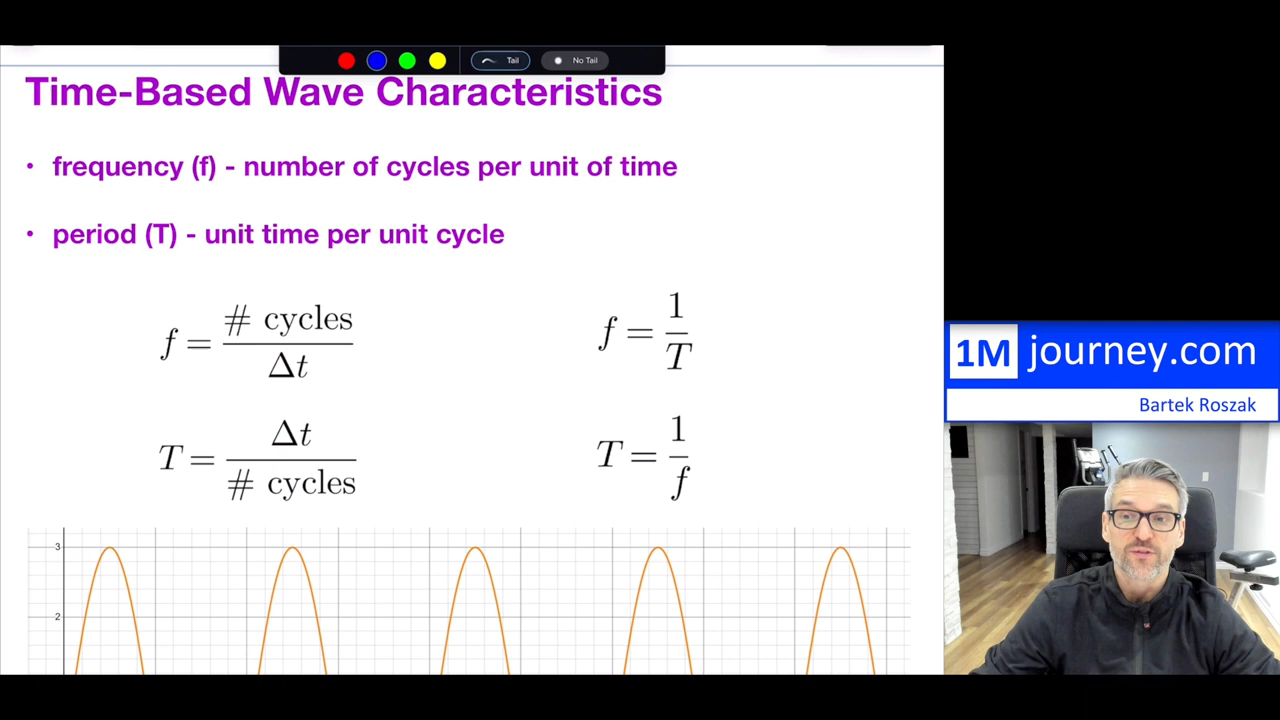 Tail
No Tail
Time-Based Wave Characteristics
• frequency (f) - number of cycles per unit of time
• period (T) - unit time per unit cycle
f = # cycles / Δt
f = 1 / T
T = Δt / # cycles
T = 1 / f
3
2
1M journey.com
Bartek Roszak